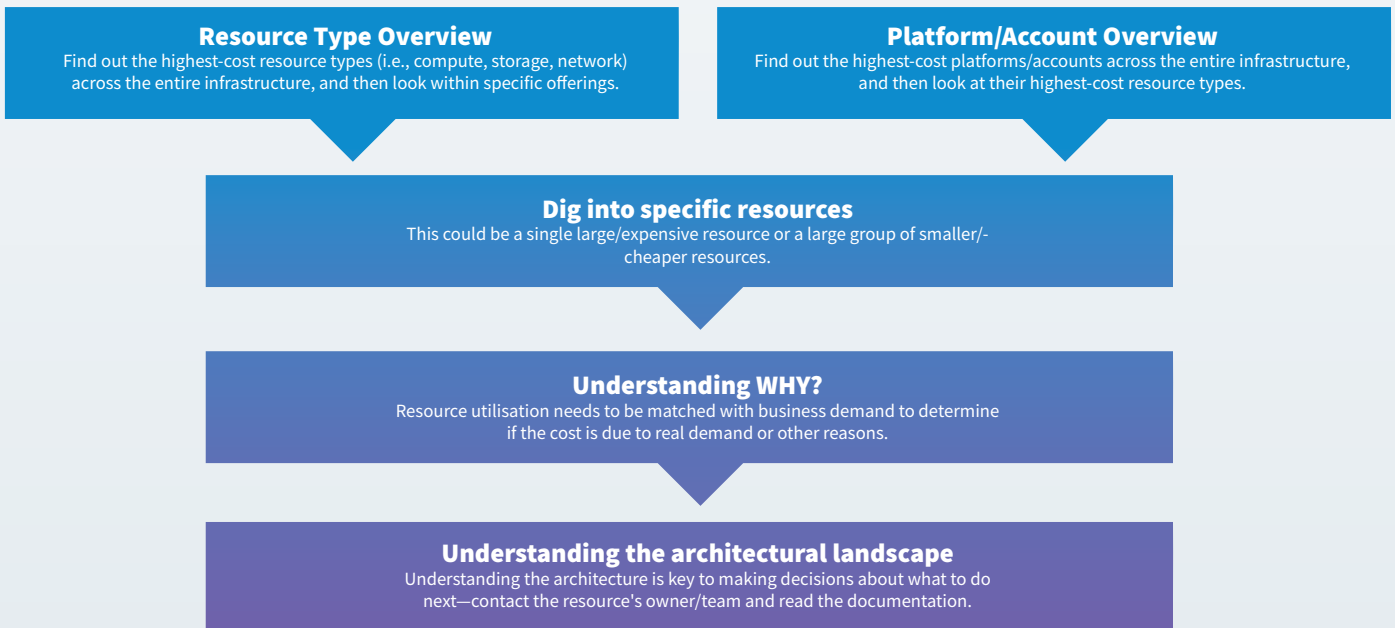 Resource Type Overview
Find out the highest-cost resource types (i.e., compute, storage, network)
across the entire infrastructure, and then look within specific offerings.
Platform/Account Overview
Find out the highest-cost platforms/accounts across the entire infrastructure,
and then look at their highest-cost resource types.
Dig into specific resources
This could be a single large/expensive resource or a large group of smaller/-
cheaper resources.
Understanding WHY?
Resource utilisation needs to be matched with business demand to determine
if the cost is due to real demand or other reasons.
Understanding the architectural landscape
Understanding the architecture is key to making decisions about what to do
next—contact the resource's owner/team and read the documentation.